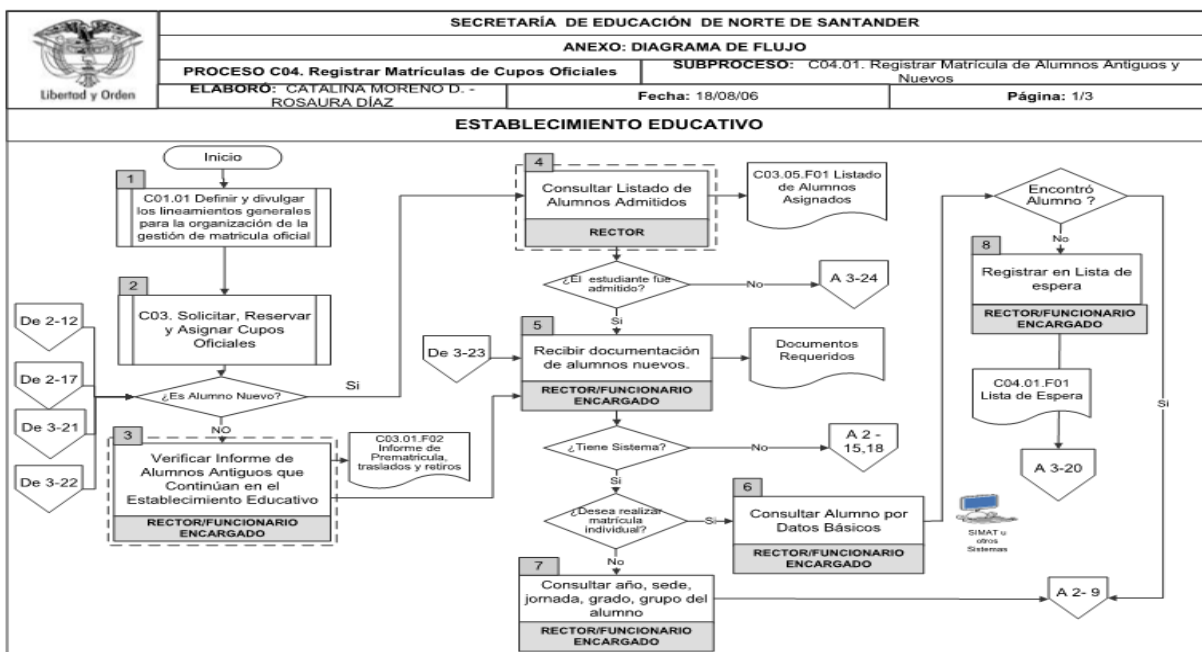 SECRETARÍA DE EDUCACIÓN DE NORTE DE SANTANDER
ANEXO: DIAGRAMA DE FLUJO
PROCESO C04. Registrar Matrículas de Cupos Oficiales
SUBPROCESO: C04.01. Registrar Matrícula de Alumnos Antiguos y
Nuevos
Libertad y Orden
ELABORÓ: CATALINA MORENO D. -
ROSAURA DÍAZ
Fecha: 18/08/06
Página: 1/3
ESTABLECIMIENTO EDUCATIVO
Inicio
1
C01.01 Definir y divulgar
los lineamientos generales
para la organización de la
gestión de matricula oficial
2
C03. Solicitar, Reservar
y Asignar Cupos
Oficiales
De 2-12
De 2-17
De 3-21
De 3-22
¿Es Alumno Nuevo?
Si
NO
3
Verificar Informe de
Alumnos Antiguos que
Continúan en el
Establecimiento Educativo
RECTOR/FUNCIONARIO
ENCARGADO
C03.01.F02
Informe de
Prematricula,
traslados y retiros
4
Consultar Listado de
Alumnos Admitidos
RECTOR
C03.05.F01 Listado
de Alumnos
Asignados
¿El estudiante fue
admitido?
No
A 3-24
Si
De 3-23
5
Recibir documentación
de alumnos nuevos.
RECTOR/FUNCIONARIO
ENCARGADO
Documentos
Requeridos
¿Tiene Sistema?
No
A 2 -
15,18
Si
¿Desea realizar
matrícula
individual?
Si
6
Consultar Alumno por
Datos Básicos
RECTOR/FUNCIONARIO
ENCARGADO
SIMAT u
otros
Sistemas
No
7
Consultar año, sede,
jornada, grado, grupo del
alumno
RECTOR/FUNCIONARIO
ENCARGADO
Encontró
Alumno ?
No
8
Registrar en Lista de
espera
RECTOR/FUNCIONARIO
ENCARGADO
C04.01.F01
Lista de Espera
A 3-20
Si
A 2- 9